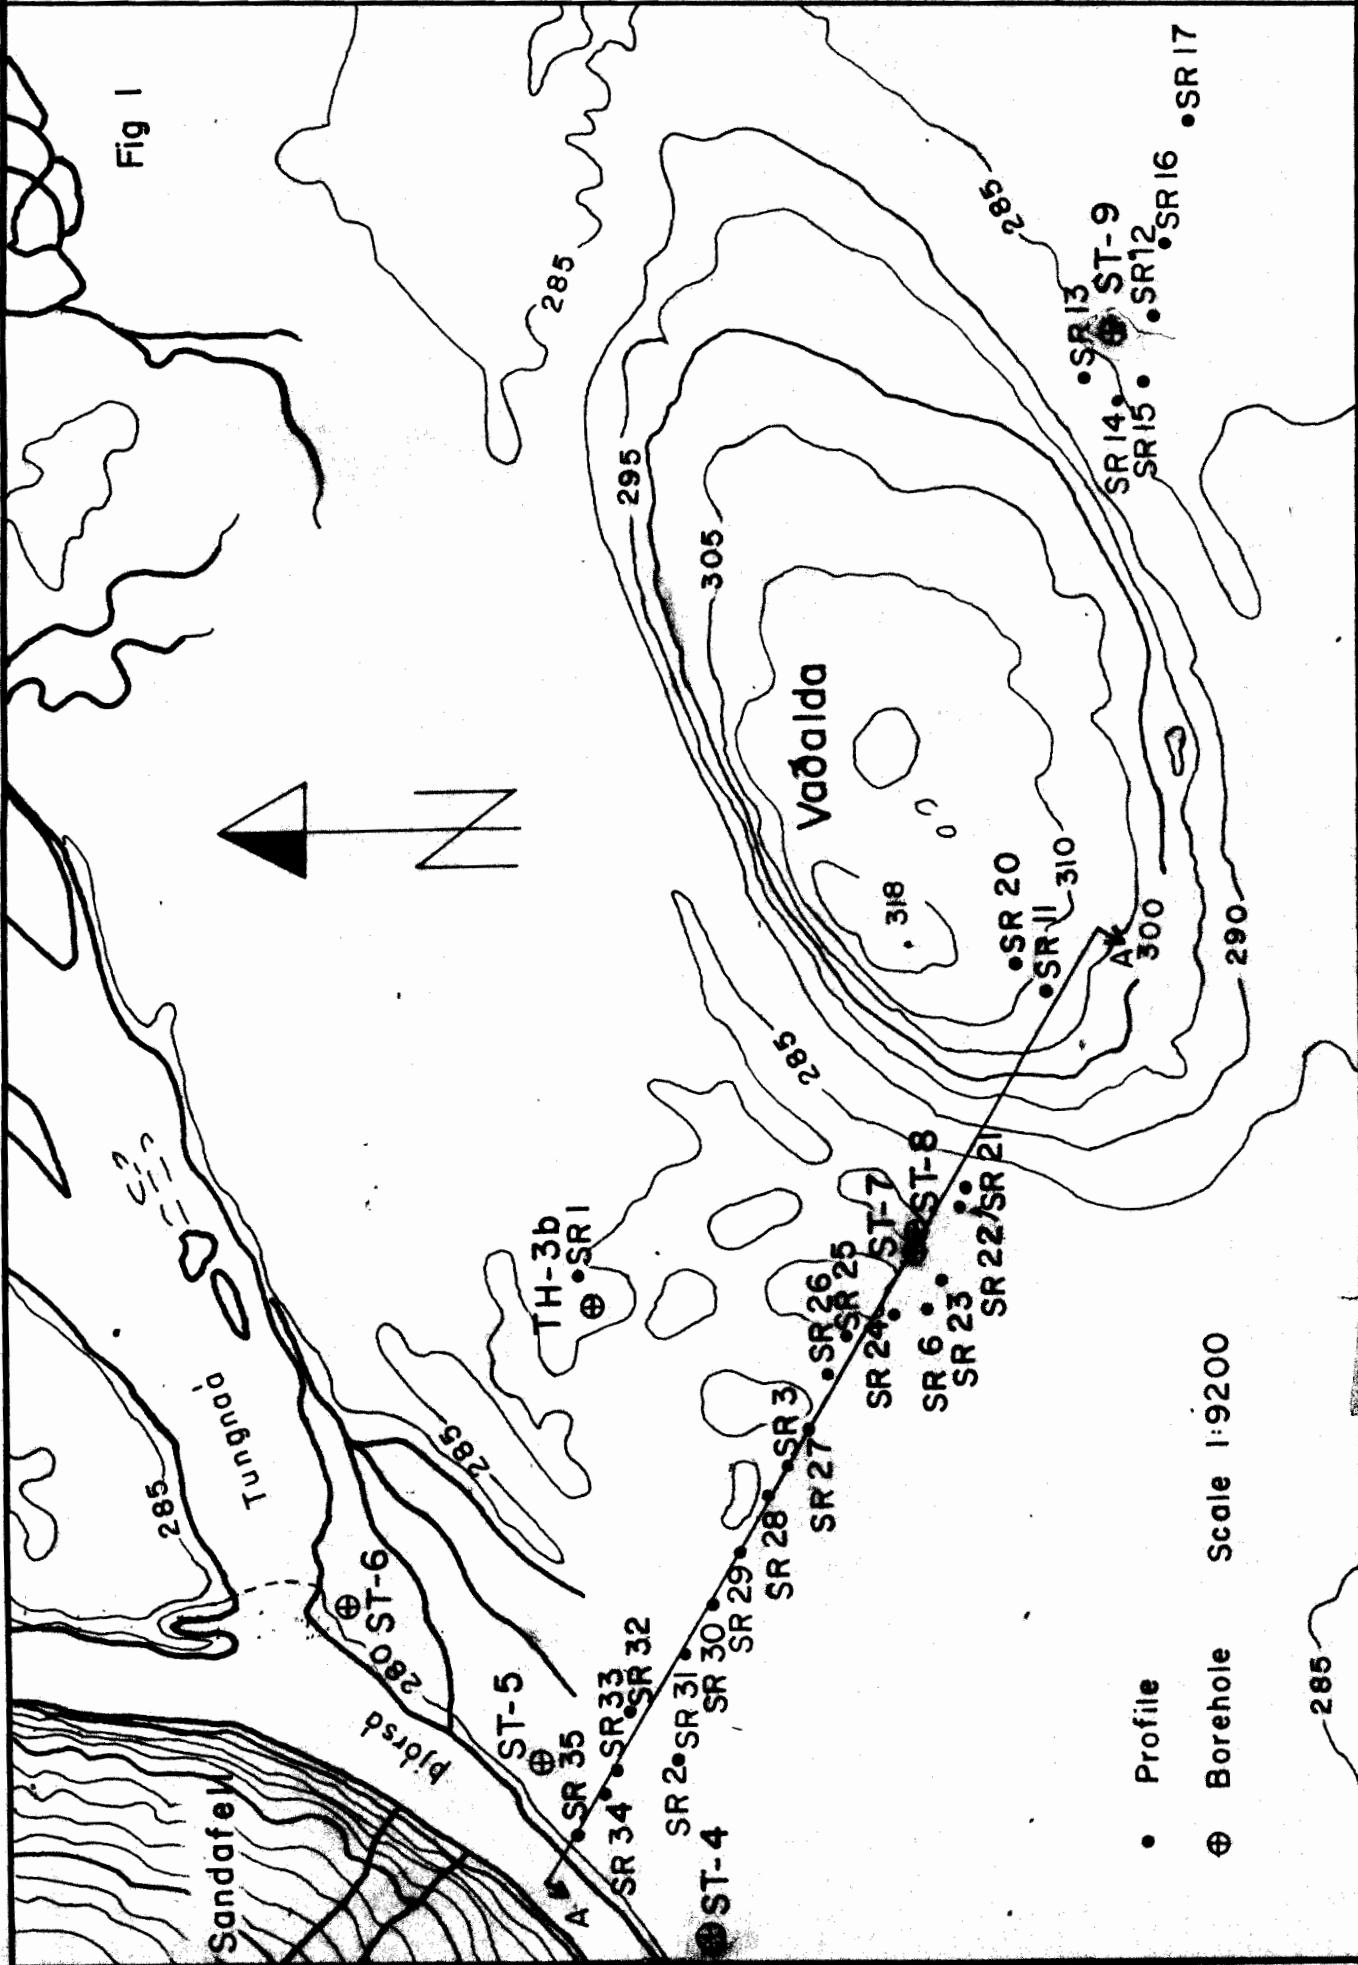 Fig 1
N
Sandafell
Þjórsá
Tungnaá
285
280
ST-6
ST-5
285
TH-3b
SR 1
285
295
305
Vaðalda
318
310
300
290
285
285
285
A
SR 35
SR 34
SR 33
SR 32
SR 2
SR 31
SR 30
SR 29
SR 28
SR 3
SR 27
SR 26
SR 25
SR 24
ST-7
ST-8
SR 6
SR 23
SR 22
SR 21
SR 20
SR 11
A'
ST-4
SR 13
ST-9
SR 14
SR 15
SR 12
SR 16
SR 17
Profile
Borehole
Scale 1:9200